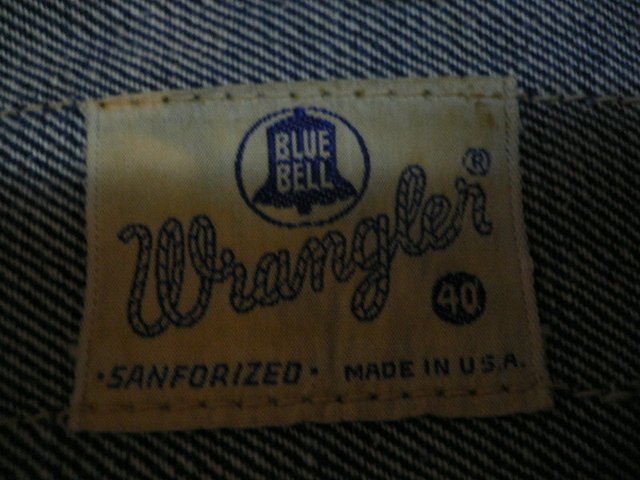 BLUE
BELL
Wrangler®
40
·SANFORIZED· MADE IN U.S.A.